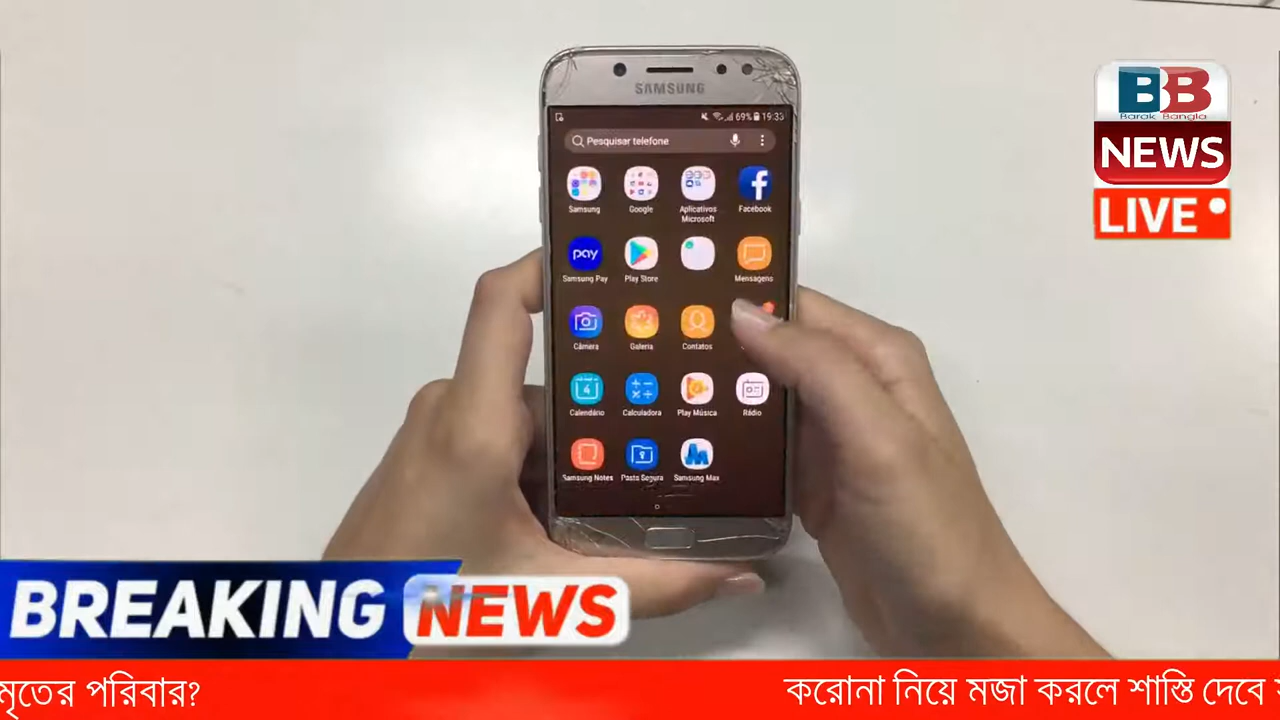 SAMSUNG
69% 19:33
Pesquisar telefone
Samsung
Google
Aplicativos
Microsoft
Facebook
pay
Samsung Pay
Play Store
Mensagens
Câmera
Galeria
Contatos
4
Calendário
Calculadora
Play Música
Rádio
Samsung Notes
Pasta Segura
Samsung Max
BB
Barak Bangla
NEWS
LIVE
BREAKING NEWS
মৃতের পরিবার? করোনা নিয়ে মজা করলে শাস্তি দেবে